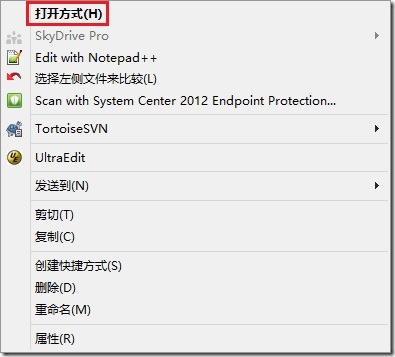 打开方式(H)
SkyDrive Pro
Edit with Notepad++
选择左侧文件来比较(L)
Scan with System Center 2012 Endpoint Protection...
TortoiseSVN
UltraEdit
发送到(N)
剪切(T)
复制(C)
创建快捷方式(S)
删除(D)
重命名(M)
属性(R)